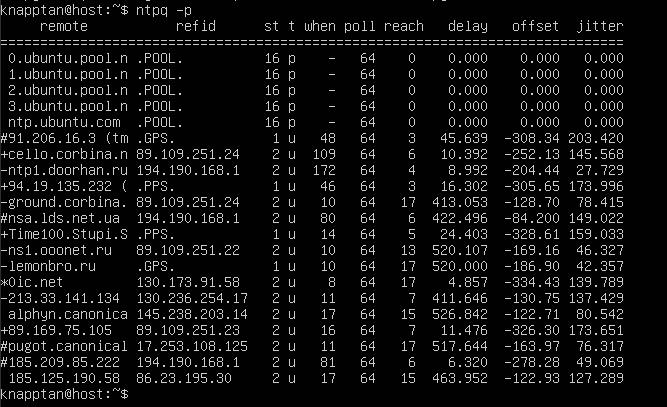 knapptan@host:~$ ntpq -p
     remote           refid      st t when poll reach   delay   offset  jitter
==============================================================================
 0.ubuntu.pool.n .POOL.          16 p    -   64    0    0.000    0.000   0.000
 1.ubuntu.pool.n .POOL.          16 p    -   64    0    0.000    0.000   0.000
 2.ubuntu.pool.n .POOL.          16 p    -   64    0    0.000    0.000   0.000
 3.ubuntu.pool.n .POOL.          16 p    -   64    0    0.000    0.000   0.000
 ntp.ubuntu.com  .POOL.          16 p    -   64    0    0.000    0.000   0.000
#91.206.16.3 (tm .GPS.            1 u   48   64    3   45.639  -308.34 203.420
+cello.corbina.n 89.109.251.24    2 u  109   64    6   10.392  -252.13 145.568
-ntp1.doorhan.ru 194.190.168.1    2 u  172   64    4    8.992  -204.44  27.729
+94.19.135.232 ( .PPS.            1 u   46   64    3   16.302  -305.65 173.996
-ground.corbina. 89.109.251.24    2 u   10   64   17  413.053  -128.70  78.415
#nsa.lds.net.ua  194.190.168.1    2 u   80   64    6  422.496  -84.200 149.022
+Time100.Stupi.S .PPS.            1 u   14   64    5   24.403  -328.61 159.033
-ns1.ooonet.ru   89.109.251.22    2 u   10   64   13  520.107  -169.16  46.327
-lemonbro.ru     .GPS.            1 u   10   64   17  520.000  -186.90  42.357
*0ic.net         130.173.91.58    2 u    8   64   17    4.857  -334.43 139.789
-213.33.141.134  130.236.254.17   2 u   11   64    7  411.646  -130.75 137.429
 alphyn.canonica 145.238.203.14   2 u   17   64   15  526.842  -122.71  80.542
+89.169.75.105   89.109.251.23    2 u   16   64    7   11.476  -326.30 173.651
#pugot.canonical 17.253.108.125   2 u   11   64   17  517.644  -163.97  76.317
#185.209.85.222  194.190.168.1    2 u   81   64    6    6.320  -278.28  49.069
 185.125.190.58  86.23.195.30     2 u   17   64   15  463.952  -122.93 127.289
knapptan@host:~$